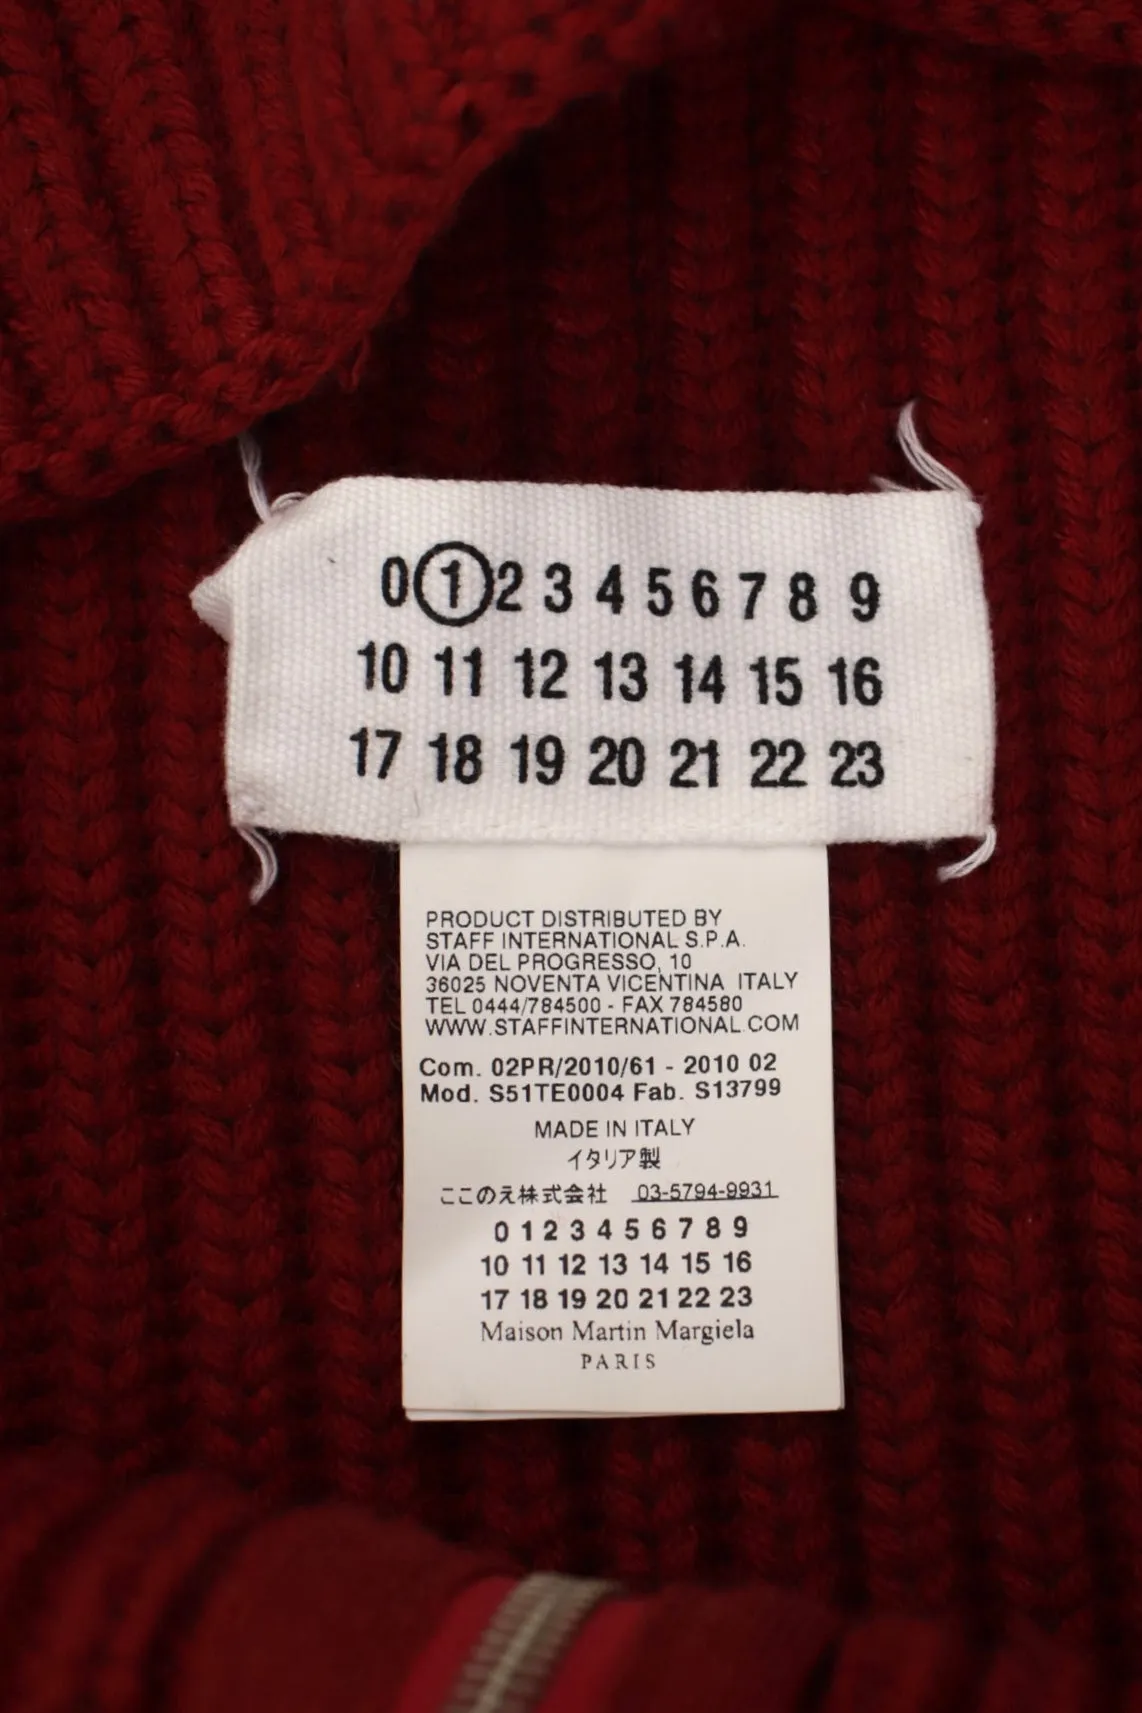 0 1 2 3 4 5 6 7 8 9
10 11 12 13 14 15 16
17 18 19 20 21 22 23
PRODUCT DISTRIBUTED BY
STAFF INTERNATIONAL S.P.A.
VIA DEL PROGRESSO, 10
36025 NOVENTA VICENTINA ITALY
TEL 0444/784500 - FAX 784580
WWW.STAFFINTERNATIONAL.COM
Com. 02PR/2010/61 - 2010 02
Mod. S51TE0004 Fab. S13799
MADE IN ITALY
イタリア製
ここのえ株式会社 03-5794-9931
0 1 2 3 4 5 6 7 8 9
10 11 12 13 14 15 16
17 18 19 20 21 22 23
Maison Martin Margiela
PARIS